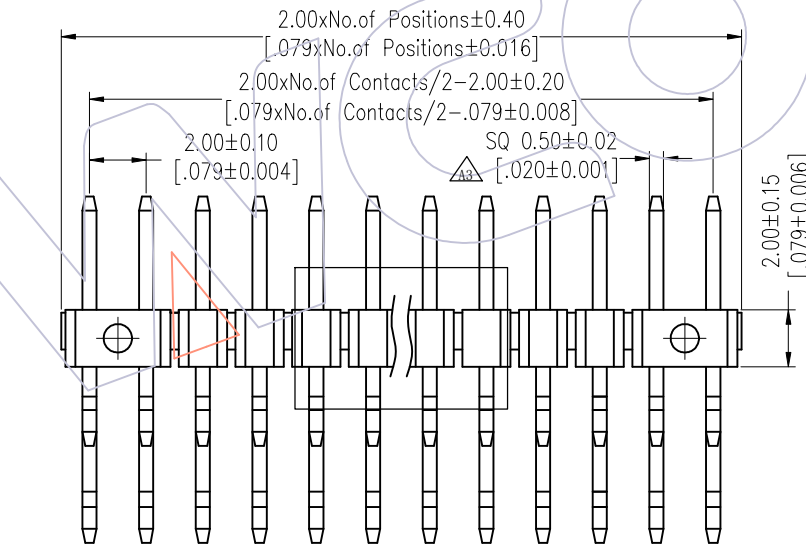 2.00xNo.of Positions±0.40
[.079xNo.of Positions±0.016]
2.00xNo.of Contacts/2-2.00±0.20
[.079xNo.of Contacts/2-.079±0.008]
2.00±0.10
[.079±0.004]
SQ 0.50±0.02
[.020±0.001]
A3
2.00±0.15
[.079±0.006]